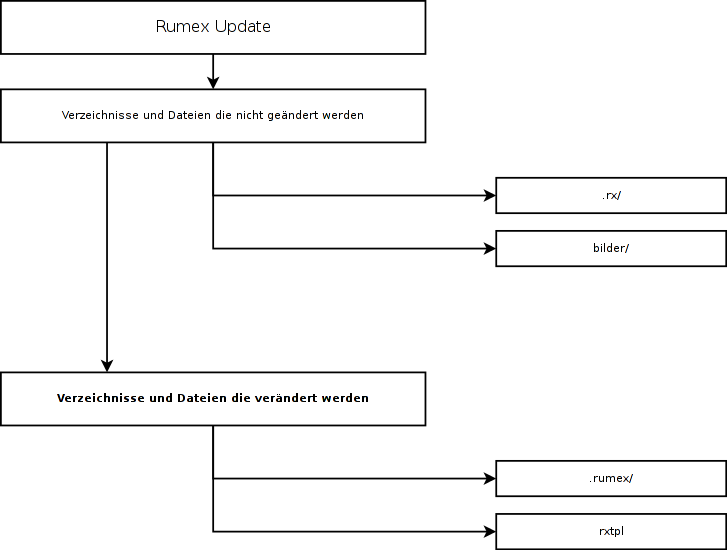 Rumex Update
Verzeichnisse und Dateien die nicht geändert werden
.rx/
bilder/
Verzeichnisse und Dateien die verändert werden
.rumex/
rxtpl